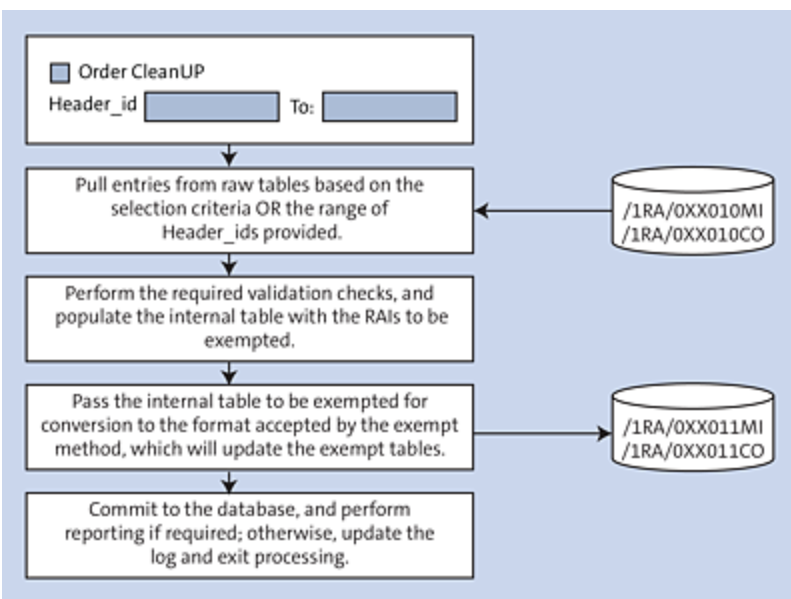 Order CleanUP
Header_id To:
Pull entries from raw tables based on the
selection criteria OR the range of
Header_ids provided.
/1RA/0XX010MI
/1RA/0XX010CO
Perform the required validation checks, and
populate the internal table with the RAIs to be
exempted.
Pass the internal table to be exempted for
conversion to the format accepted by the exempt
method, which will update the exempt tables.
/1RA/0XX011MI
/1RA/0XX011CO
Commit to the database, and perform
reporting if required; otherwise, update the
log and exit processing.